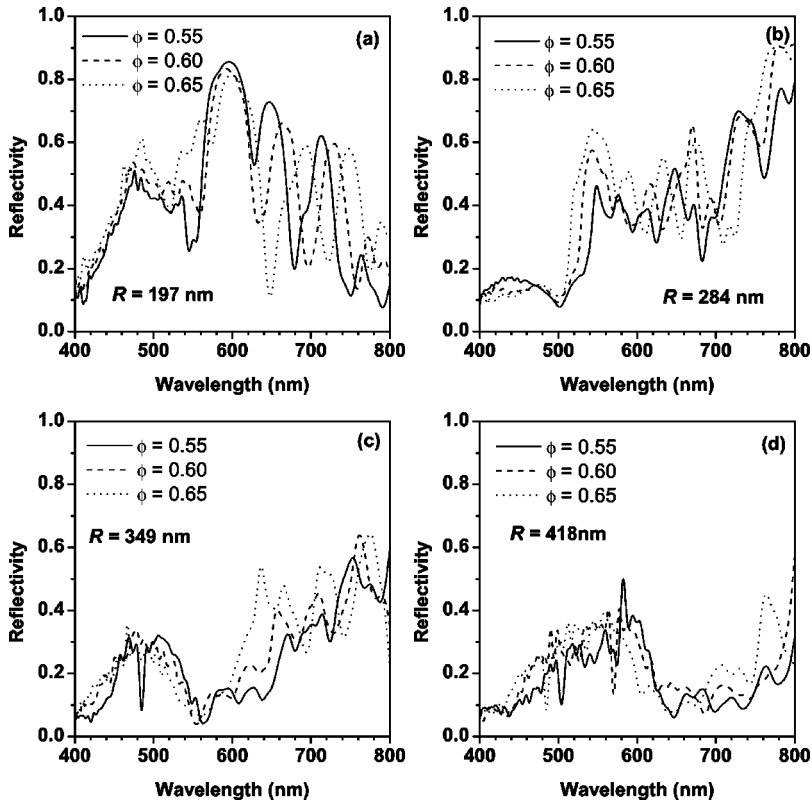 (a)
ϕ = 0.55
ϕ = 0.60
ϕ = 0.65
R = 197 nm
1.0
0.8
0.6
0.4
0.2
0.0
Reflectivity
400 500 600 700 800
Wavelength (nm)
(b)
ϕ = 0.55
ϕ = 0.60
ϕ = 0.65
R = 284 nm
1.0
0.8
0.6
0.4
0.2
0.0
Reflectivity
400 500 600 700 800
Wavelength (nm)
(c)
ϕ = 0.55
ϕ = 0.60
ϕ = 0.65
R = 349 nm
1.0
0.8
0.6
0.4
0.2
0.0
Reflectivity
400 500 600 700 800
Wavelength (nm)
(d)
ϕ = 0.55
ϕ = 0.60
ϕ = 0.65
R = 418nm
1.0
0.8
0.6
0.4
0.2
0.0
Reflectivity
400 500 600 700 800
Wavelength (nm)